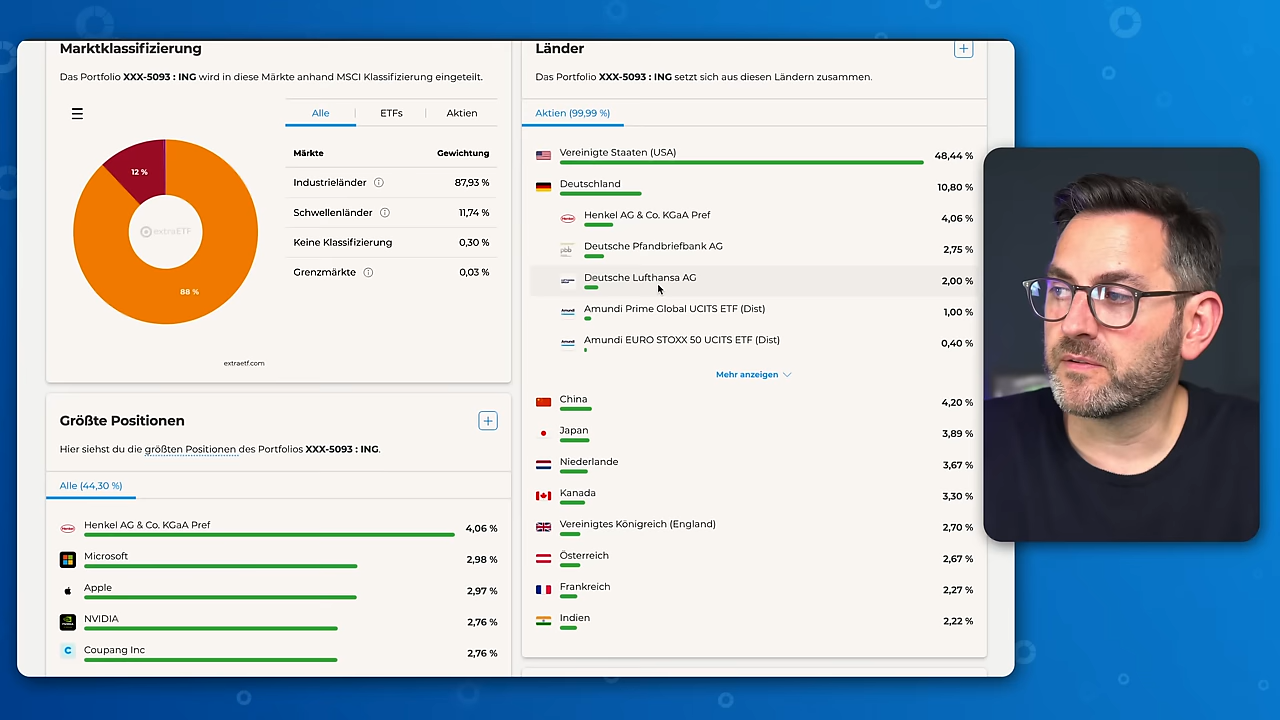 Marktklassifizierung
Das Portfolio XXX-5093 : ING wird in diese Märkte anhand MSCI Klassifizierung eingeteilt.
Alle
ETFs
Aktien
Märkte Gewichtung
Industrieländer 87,93 %
Schwellenländer 11,74 %
Keine Klassifizierung 0,30 %
Grenzmärkte 0,03 %
12 %
extraETF
88 %
extraetf.com
Größte Positionen
Hier siehst du die größten Positionen des Portfolios XXX-5093 : ING.
Alle (44,30 %)
Henkel AG & Co. KGaA Pref 4,06 %
Microsoft 2,98 %
Apple 2,97 %
NVIDIA 2,76 %
Coupang Inc 2,76 %
Länder
Das Portfolio XXX-5093 : ING setzt sich aus diesen Ländern zusammen.
Aktien (99,99 %)
Vereinigte Staaten (USA) 48,44 %
Deutschland 10,80 %
Henkel AG & Co. KGaA Pref 4,06 %
pbb
Deutsche Pfandbriefbank AG 2,75 %
Deutsche Lufthansa AG 2,00 %
Amundi Prime Global UCITS ETF (Dist) 1,00 %
Amundi EURO STOXX 50 UCITS ETF (Dist) 0,40 %
Mehr anzeigen
China 4,20 %
Japan 3,89 %
Niederlande 3,67 %
Kanada 3,30 %
Vereinigtes Königreich (England) 2,70 %
Österreich 2,67 %
Frankreich 2,27 %
Indien 2,22 %